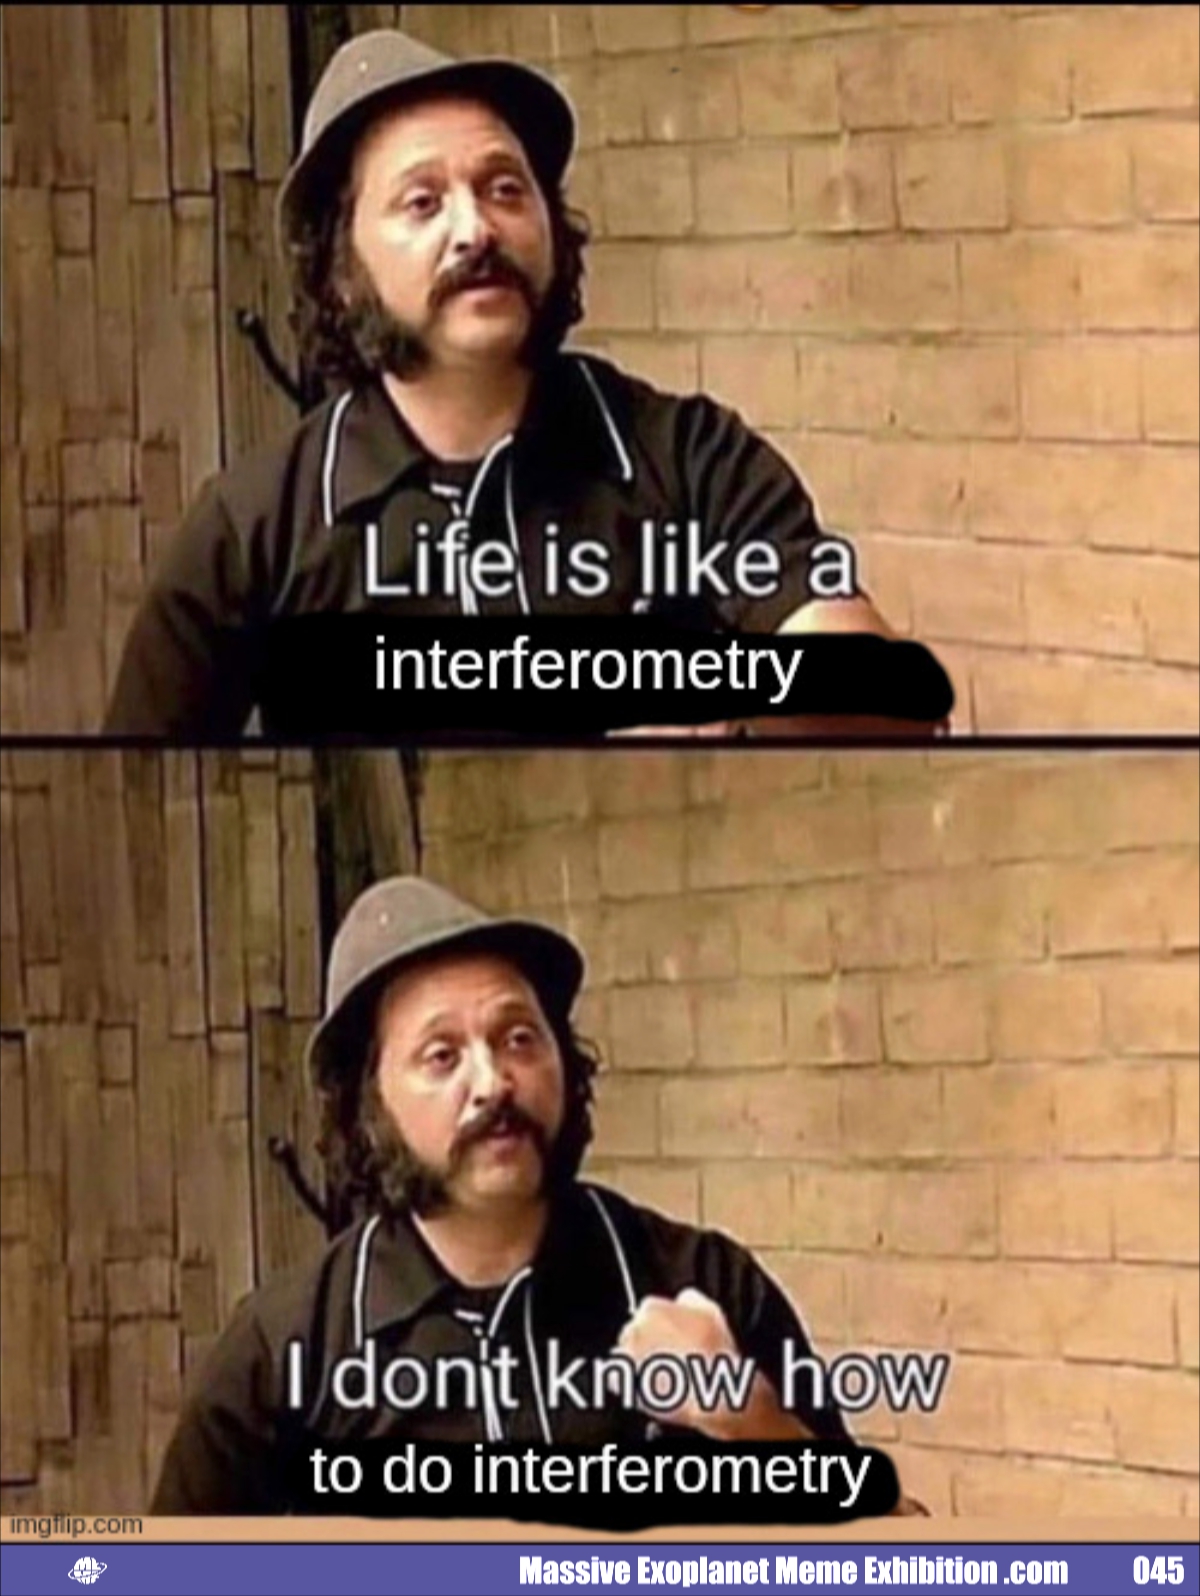 Life is like a
interferometry
I don't know how
to do interferometry
imgflip.com
Massive Exoplanet Meme Exhibition .com 045